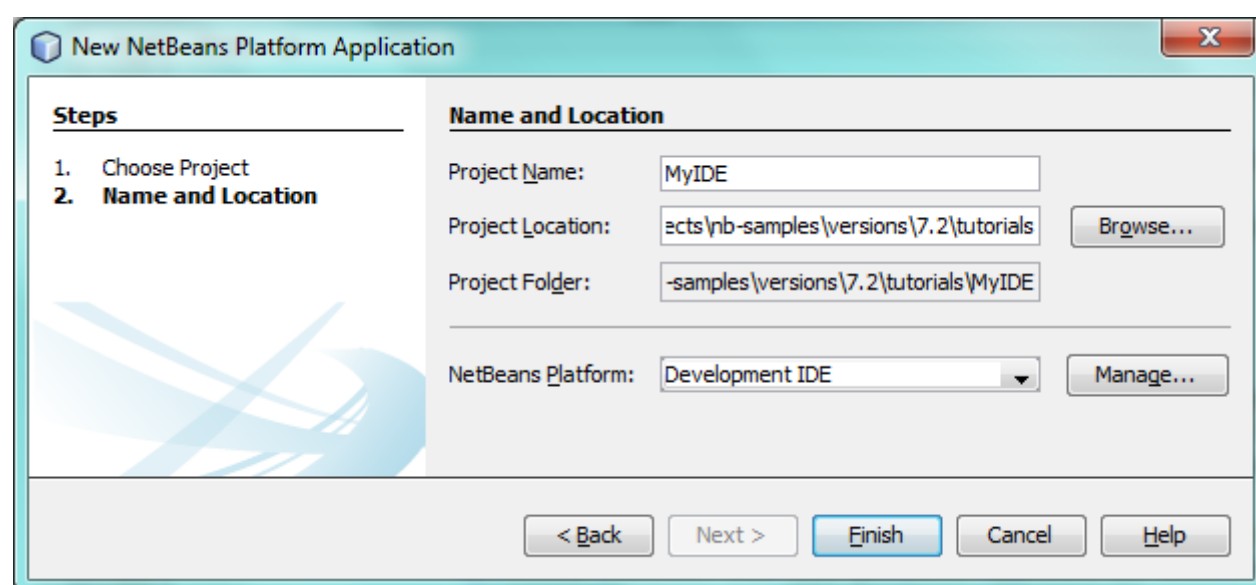 New NetBeans Platform Application
Steps
1. Choose Project
2. Name and Location
Name and Location
Project Name: MyIDE
Project Location: ects\nb-samples\versions\7.2\tutorials Browse...
Project Folder: -samples\versions\7.2\tutorials\MyIDE
NetBeans Platform: Development IDE Manage...
< Back Next > Finish Cancel Help